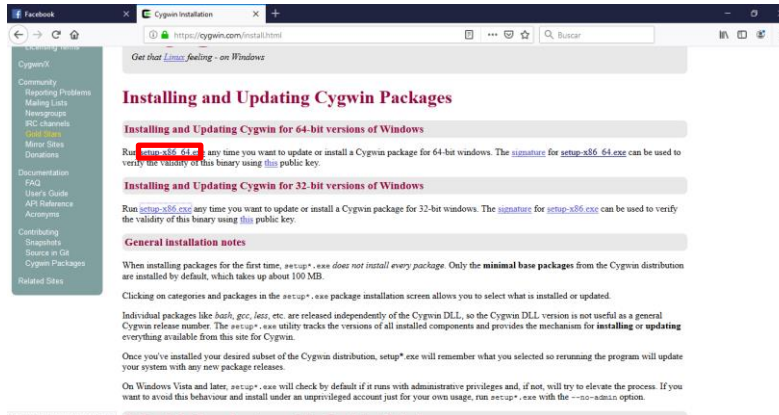 Facebook
Cygwin Installation
https://cygwin.com/install.html
Buscar
Licensing Terms
Cygwin/X
Community
Reporting Problems
Mailing Lists
Newsgroups
IRC channels
Gold Stars
Mirror Sites
Donations
Documentation
FAQ
User's Guide
API Reference
Acronyms
Contributing
Snapshots
Source in Git
Cygwin Packages
Related Sites
Get that Linux feeling - on Windows
Installing and Updating Cygwin Packages
Installing and Updating Cygwin for 64-bit versions of Windows
Run setup-x86_64.exe any time you want to update or install a Cygwin package for 64-bit windows. The signature for setup-x86_64.exe can be used to
verify the validity of this binary using this public key.
Installing and Updating Cygwin for 32-bit versions of Windows
Run setup-x86.exe any time you want to update or install a Cygwin package for 32-bit windows. The signature for setup-x86.exe can be used to verify
the validity of this binary using this public key.
General installation notes
When installing packages for the first time, setup*.exe does not install every package. Only the minimal base packages from the Cygwin distribution
are installed by default, which takes up about 100 MB.
Clicking on categories and packages in the setup*.exe package installation screen allows you to select what is installed or updated.
Individual packages like bash, gcc, less, etc. are released independently of the Cygwin DLL, so the Cygwin DLL version is not useful as a general
Cygwin release number. The setup*.exe utility tracks the versions of all installed components and provides the mechanism for installing or updating
everything available from this site for Cygwin.
Once you've installed your desired subset of the Cygwin distribution, setup*.exe will remember what you selected so rerunning the program will update
your system with any new package releases.
On Windows Vista and later, setup*.exe will check by default if it runs with administrative privileges and, if not, will try to elevate the process. If you
want to avoid this behaviour and install under an unprivileged account just for your own usage, run setup*.exe with the --no-admin option.